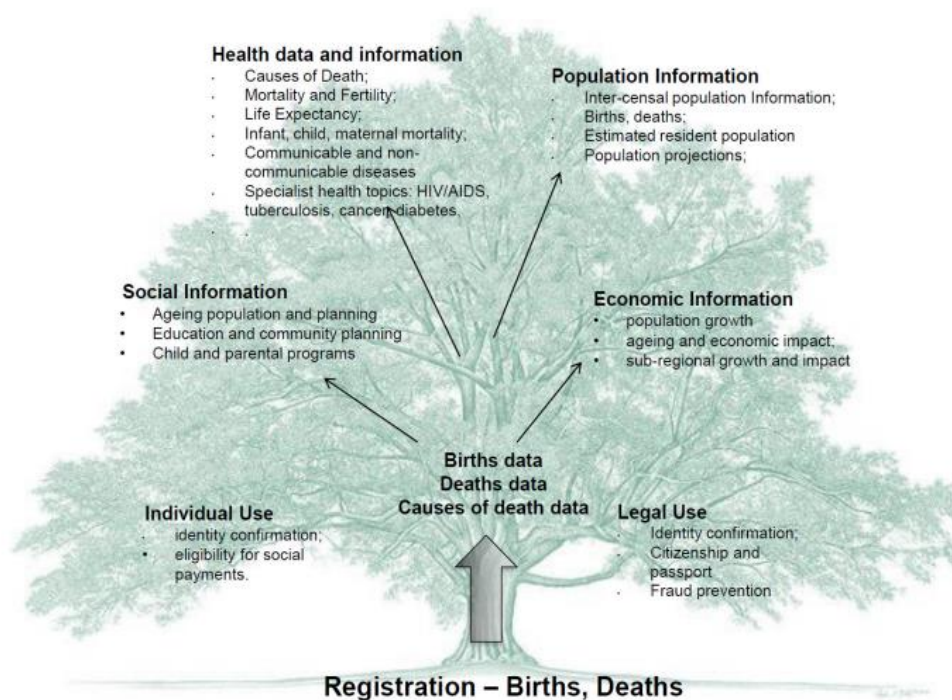 Health data and information
. Causes of Death;
. Mortality and Fertility;
. Life Expectancy;
. Infant, child, maternal mortality;
. Communicable and non-
communicable diseases
. Specialist health topics: HIV/AIDS,
tuberculosis, cancer, diabetes,
. .
Population Information
. Inter-censal population Information;
. Births, deaths;
. Estimated resident population
. Population projections;
Social Information
• Ageing population and planning
• Education and community planning
• Child and parental programs
Economic Information
• population growth
• ageing and economic impact;
• sub-regional growth and impact
Births data
Deaths data
Causes of death data
Individual Use
. identity confirmation;
• eligibility for social
payments.
Legal Use
. Identity confirmation;
. Citizenship and
passport
. Fraud prevention
Registration – Births, Deaths